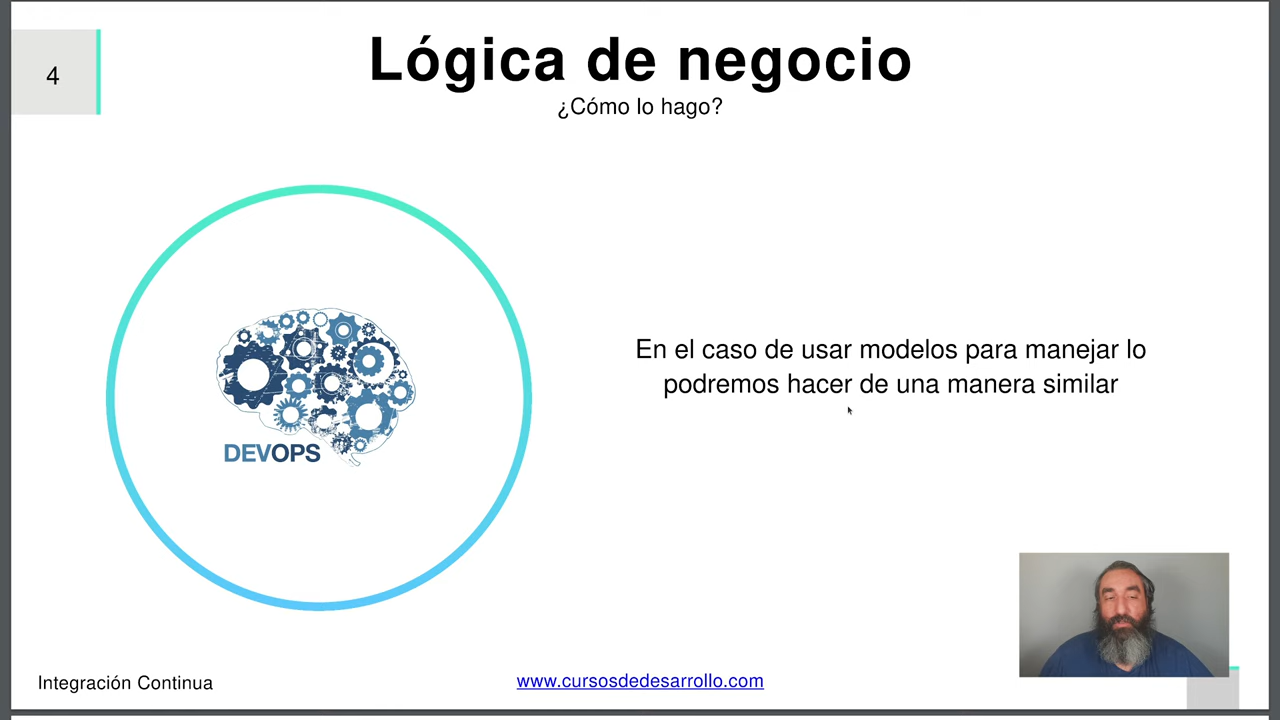 4
Lógica de negocio
¿Cómo lo hago?
En el caso de usar modelos para manejar lo
podremos hacer de una manera similar
DEVOPS
Integración Continua
www.cursosdedesarrollo.com